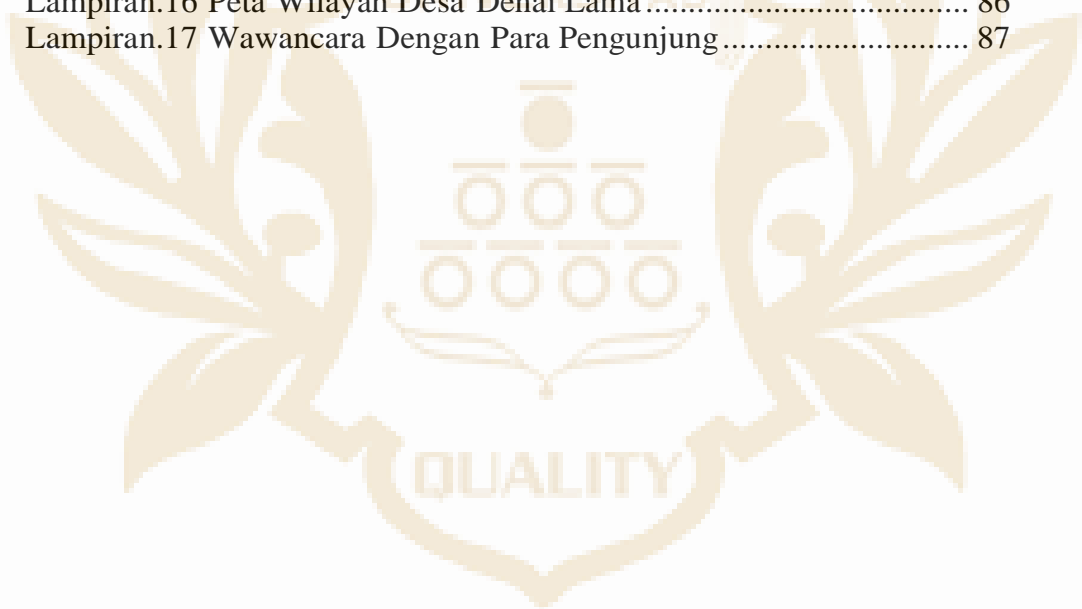 Lampiran.16 Peta Wilayah Desa Denai Lama.................................... 86
Lampiran.17 Wawancara Dengan Para Pengunjung........................... 87
QUALITY